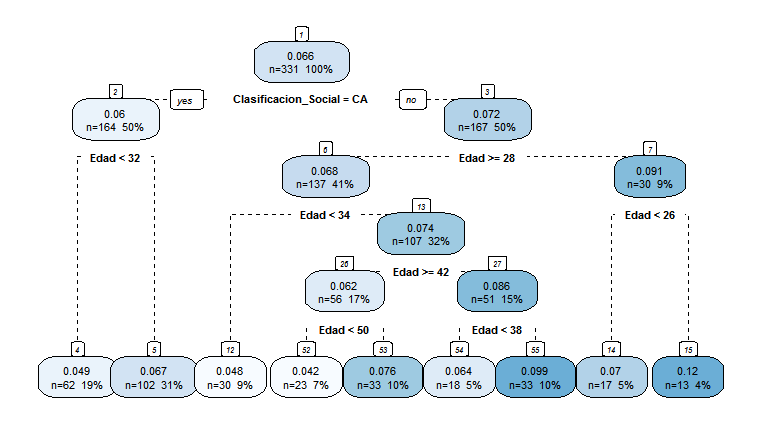 1
0.066
n=331 100%
2
yes
Clasificacion_Social = CA
no
3
0.06
n=164 50%
0.072
n=167 50%
Edad < 32
6
Edad >= 28
7
0.068
n=137 41%
0.091
n=30 9%
Edad < 34
13
Edad < 26
0.074
n=107 32%
26
Edad >= 42
27
0.062
n=56 17%
0.086
n=51 15%
Edad < 50
Edad < 38
4
5
12
52
53
54
55
14
15
0.049
n=62 19%
0.067
n=102 31%
0.048
n=30 9%
0.042
n=23 7%
0.076
n=33 10%
0.064
n=18 5%
0.099
n=33 10%
0.07
n=17 5%
0.12
n=13 4%